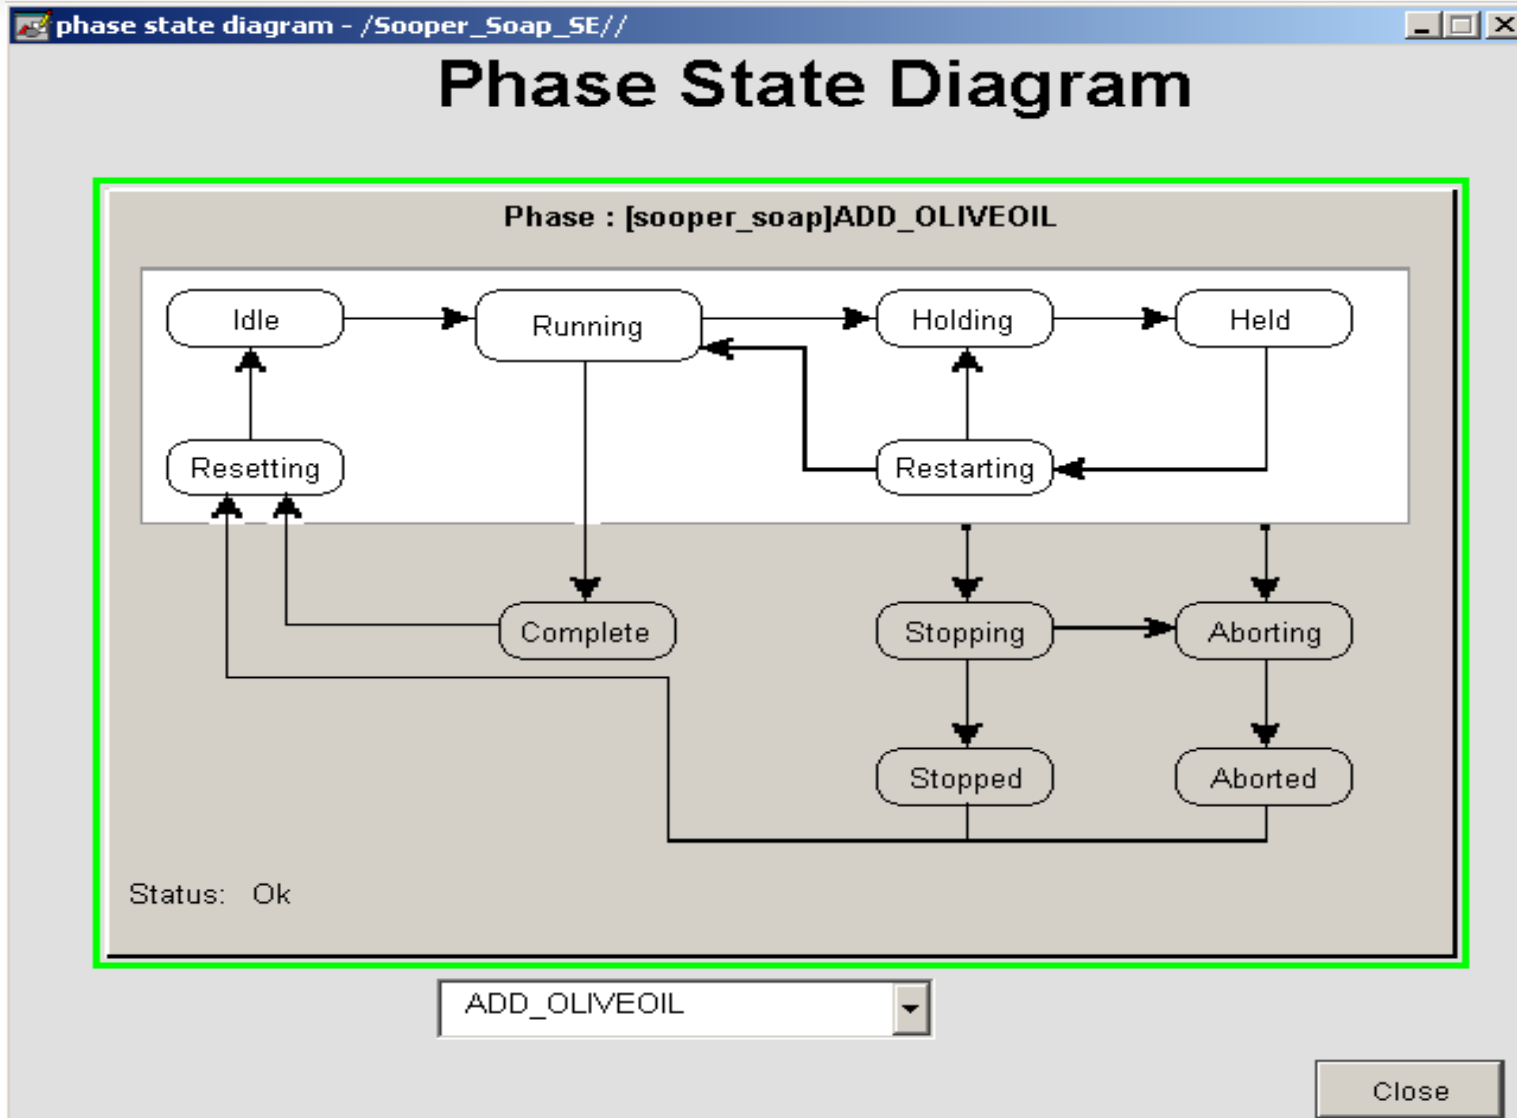 phase state diagram - /Sooper_Soap_SE//
Phase State Diagram
Phase : [sooper_soap]ADD_OLIVEOIL
Idle
Running
Holding
Held
Resetting
Restarting
Complete
Stopping
Aborting
Stopped
Aborted
Status: Ok
ADD_OLIVEOIL
Close